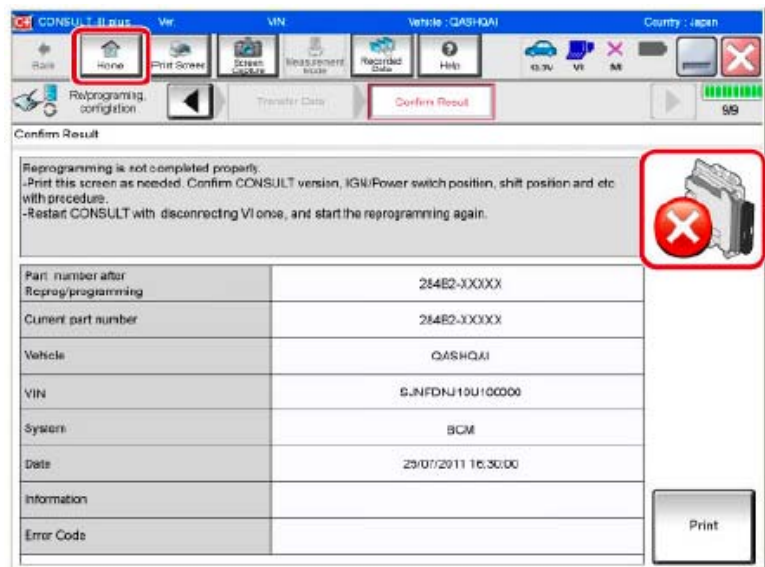 CONSULT-III plus Ver. VIN: Vehicle : QASHQAI Country : Japan
Back
Home
Print Screen
Screen Capture
Measurement Mode
Recorded Data
Help
VI
MI
Re/programing, configlation
Transfer Data
Confirm Result
9/9
Confirm Result
Reprogramming is not completed properly.
-Print this screen as needed. Confirm CONSULT version, IGN/Power switch position, shift position and etc
with procedure.
-Restart CONSULT with disconnecting VI once, and start the reprogramming again.
Part number after
Reprog/programming
284B2-XXXXX
Current part number
284B2-XXXXX
Vehicle
QASHQAI
VIN
System
BCM
Date
25/07/2011 16:30:00
Information
Error Code
Print